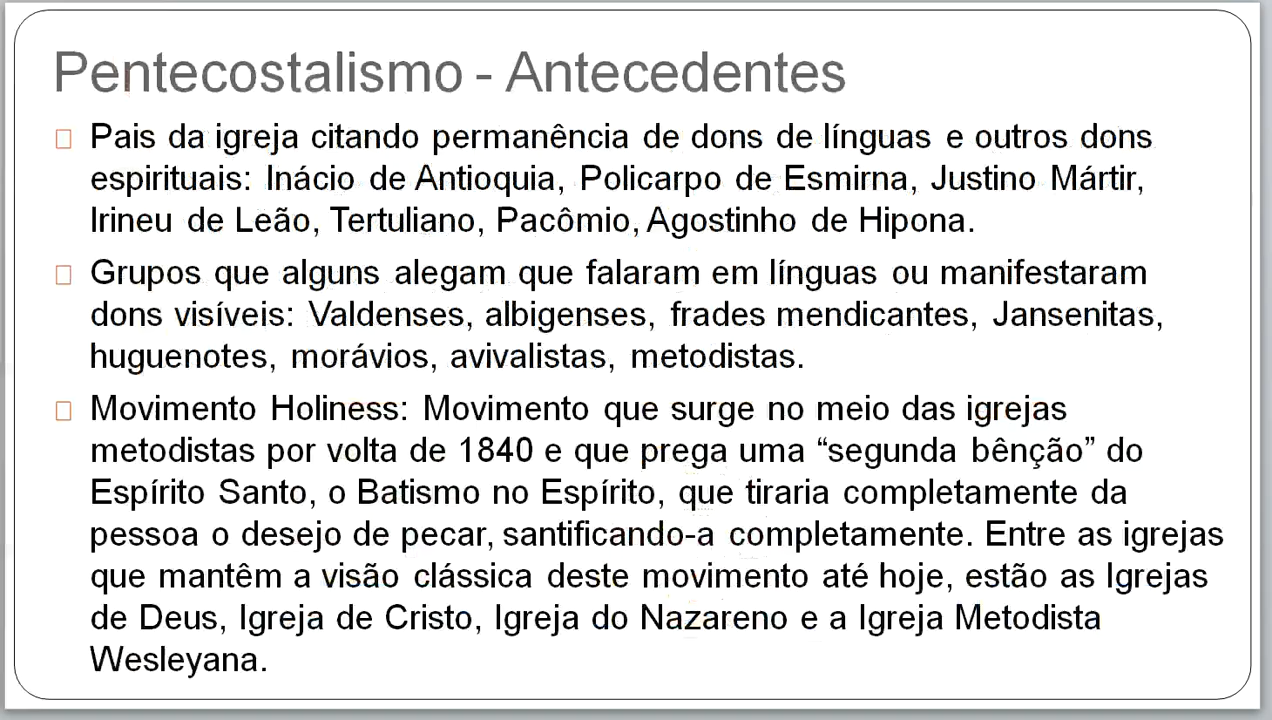 Pentecostalismo - Antecedentes
Pais da igreja citando permanência de dons de línguas e outros dons
espirituais: Inácio de Antioquia, Policarpo de Esmirna, Justino Mártir,
Irineu de Leão, Tertuliano, Pacômio, Agostinho de Hipona.
Grupos que alguns alegam que falaram em línguas ou manifestaram
dons visíveis: Valdenses, albigenses, frades mendicantes, Jansenitas,
huguenotes, morávios, avivalistas, metodistas.
Movimento Holiness: Movimento que surge no meio das igrejas
metodistas por volta de 1840 e que prega uma “segunda bênção” do
Espírito Santo, o Batismo no Espírito, que tiraria completamente da
pessoa o desejo de pecar, santificando-a completamente. Entre as igrejas
que mantêm a visão clássica deste movimento até hoje, estão as Igrejas
de Deus, Igreja de Cristo, Igreja do Nazareno e a Igreja Metodista
Wesleyana.